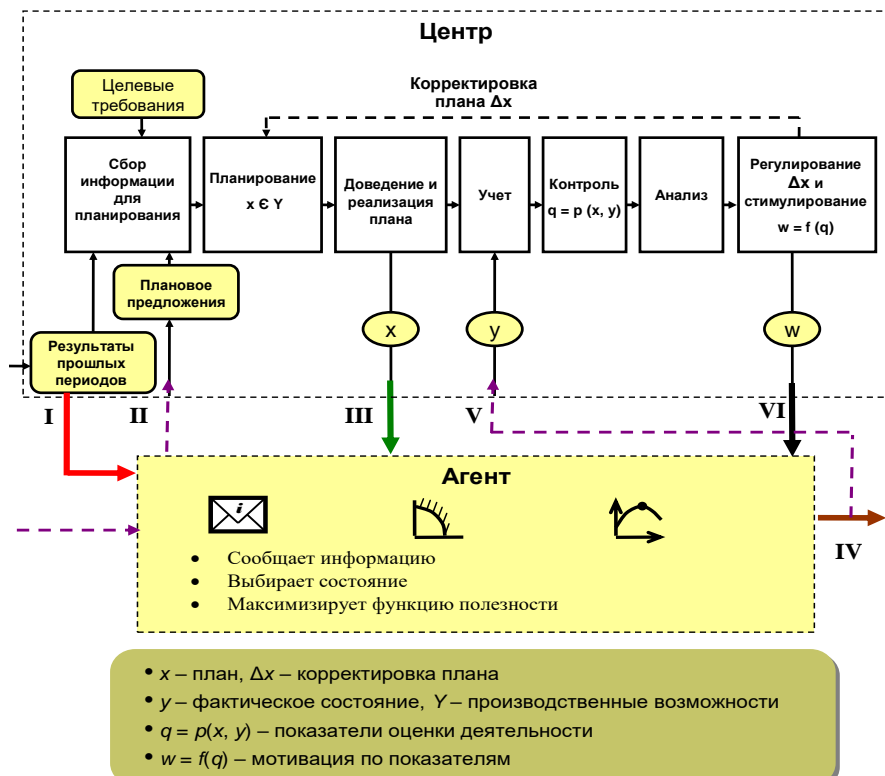 Центр
Целевые
требования
Корректировка
плана Δx
Сбор
информации
для
планирования
Планирование
x Є Y
Доведение и
реализация
плана
Учет
Контроль
q = p (x, y)
Анализ
Регулирование
Δx и
стимулирование
w = f (q)
Плановое
предложения
Результаты
прошлых
периодов
x
y
w
I
II
III
V
VI
IV
Агент
i
• Сообщает информацию
• Выбирает состояние
• Максимизирует функцию полезности
• x – план, Δx – корректировка плана
• y – фактическое состояние, Y – производственные возможности
• q = p(x, y) – показатели оценки деятельности
• w = f(q) – мотивация по показателям